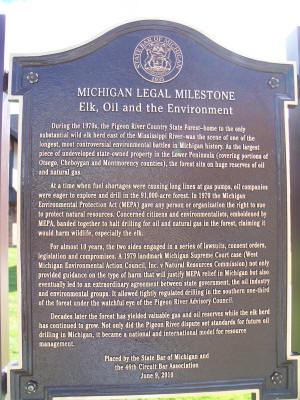 STATE BAR OF MICHIGAN
MICHIGAN LEGAL MILESTONE
Elk, Oil and the Environment
During the 1970s, the Pigeon River Country State Forest–home to the only
substantial wild elk herd east of the Mississippi River–was the scene of one of the
longest, most controversial environmental battles in Michigan history. As the largest
piece of undeveloped state-owned property in the Lower Peninsula (covering portions of
Otsego, Cheboygan and Montmorency counties), the forest sits on huge reserves of oil
and natural gas.
At a time when fuel shortages were causing long lines at gas pumps, oil companies
were eager to explore and drill in the 91,000-acre forest. In 1970 the Michigan
Environmental Protection Act (MEPA) gave any person or organization the right to sue
to protect natural resources. Concerned citizens and environmentalists, emboldened by
MEPA, banded together to halt drilling for oil and natural gas in the forest, claiming it
would harm wildlife, especially the elk.
For almost 10 years, the two sides engaged in a series of lawsuits, consent orders,
legislation and compromises. A 1979 landmark Michigan Supreme Court case (West
Michigan Environmental Action Council, Inc. v Natural Resources Commission) not only
provided guidance on the type of harm that will justify MEPA relief in Michigan but also
eventually led to an extraordinary agreement between state government, the oil industry
and environmental groups. It allowed tightly regulated drilling in the southern one-third
of the forest under the watchful eye of the Pigeon River Advisory Council.
Decades later the forest has yielded valuable gas and oil reserves while the elk herd
has continued to grow. Not only did the Pigeon River dispute set standards for future oil
drilling in Michigan, it became a national and international model for resource
management.
Placed by the State Bar of Michigan and
the 46th Circuit Bar Association
June 9, 2010